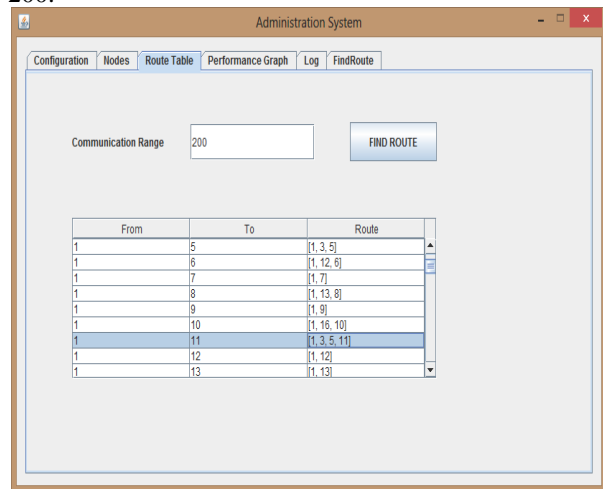 200.
Administration System
Configuration Nodes Route Table Performance Graph Log FindRoute
Communication Range 200 FIND ROUTE
From To Route
1 5 [1, 3, 5]
1 6 [1, 12, 6]
1 7 [1, 7]
1 8 [1, 13, 8]
1 9 [1, 9]
1 10 [1, 16, 10]
1 11 [1, 3, 5, 11]
1 12 [1, 12]
1 13 [1, 13]